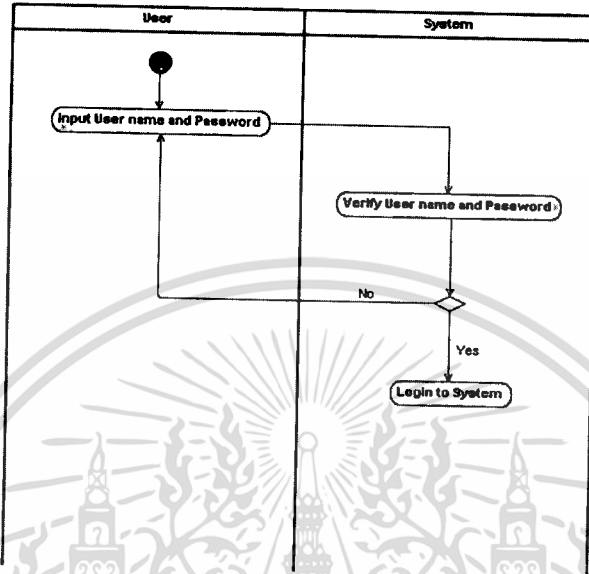 User
System
Input User name and Password
Verify User name and Password
No
Yes
Login to System